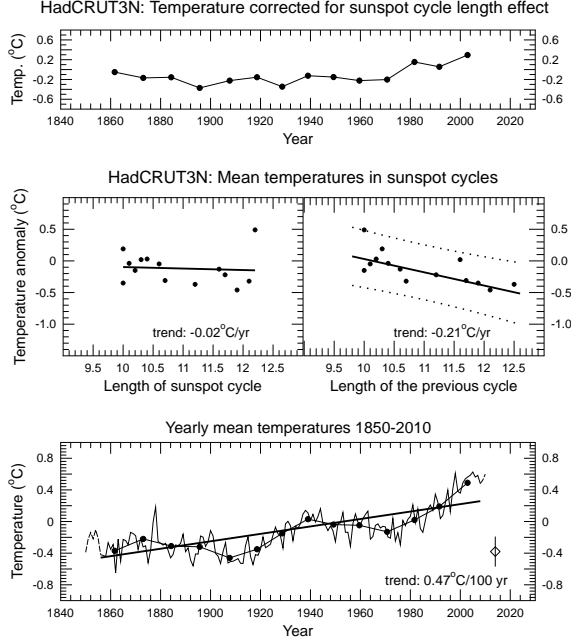 HadCRUT3N: Temperature corrected for sunspot cycle length effect
Temp. (°C)
0.6 0.6
0.2 0.2
-0.2 -0.2
-0.6 -0.6
1840 1860 1880 1900 1920 1940 1960 1980 2000 2020
Year
HadCRUT3N: Mean temperatures in sunspot cycles
Temperature anomaly (°C)
0.5 0.5
0 0
-0.5 -0.5
-1.0 -1.0
trend: -0.02°C/yr trend: -0.21°C/yr
9.5 10 10.5 11 11.5 12 12.5 9.5 10 10.5 11 11.5 12 12.5
Length of sunspot cycle Length of the previous cycle
Yearly mean temperatures 1850-2010
Temperature (°C)
0.8 0.8
0.4 0.4
0 0
-0.4 -0.4
-0.8 -0.8
trend: 0.47°C/100 yr
1840 1860 1880 1900 1920 1940 1960 1980 2000 2020
Year